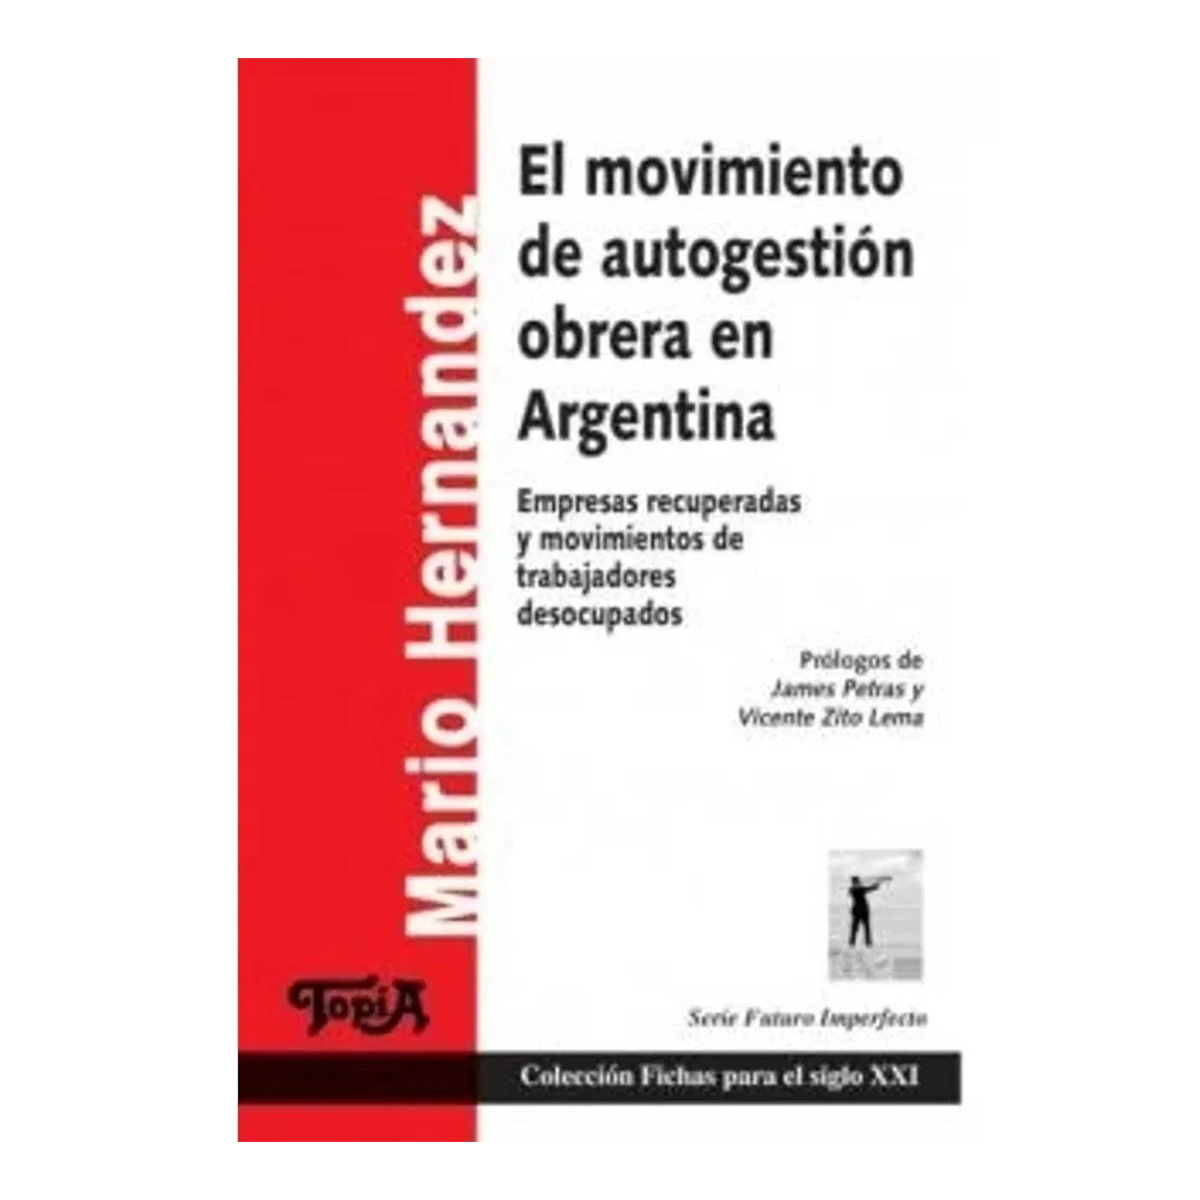 El movimiento
de autogestión
obrera en
Argentina
Empresas recuperadas
y movimientos de
trabajadores
desocupados
Prólogos de
James Petras y
Vicente Zito Lema
Mario Hernandez
TopíA
Serie Futuro Imperfecto
Colección Fichas para el siglo XXI